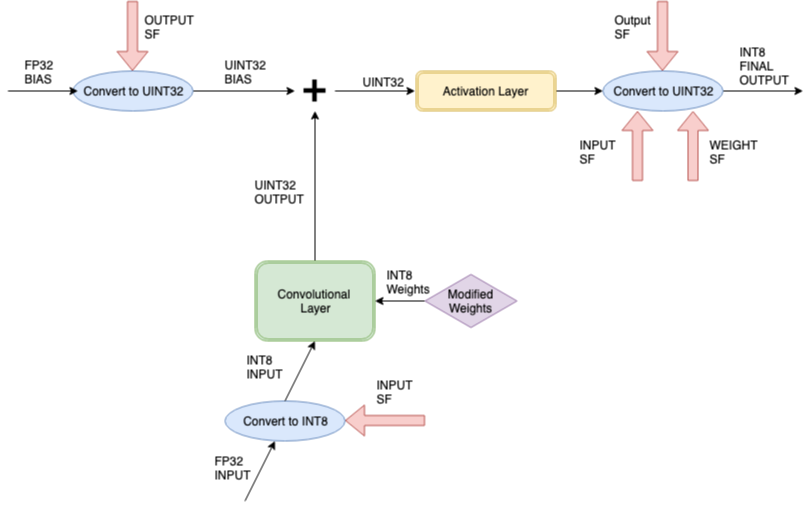 OUTPUT
SF
FP32
BIAS
Convert to UINT32
UINT32
BIAS
+
UINT32
Activation Layer
Output
SF
Convert to UINT32
INT8
FINAL
OUTPUT
INPUT
SF
WEIGHT
SF
UINT32
OUTPUT
Convolutional
Layer
INT8
Weights
Modified
Weights
INT8
INPUT
INPUT
SF
Convert to INT8
FP32
INPUT